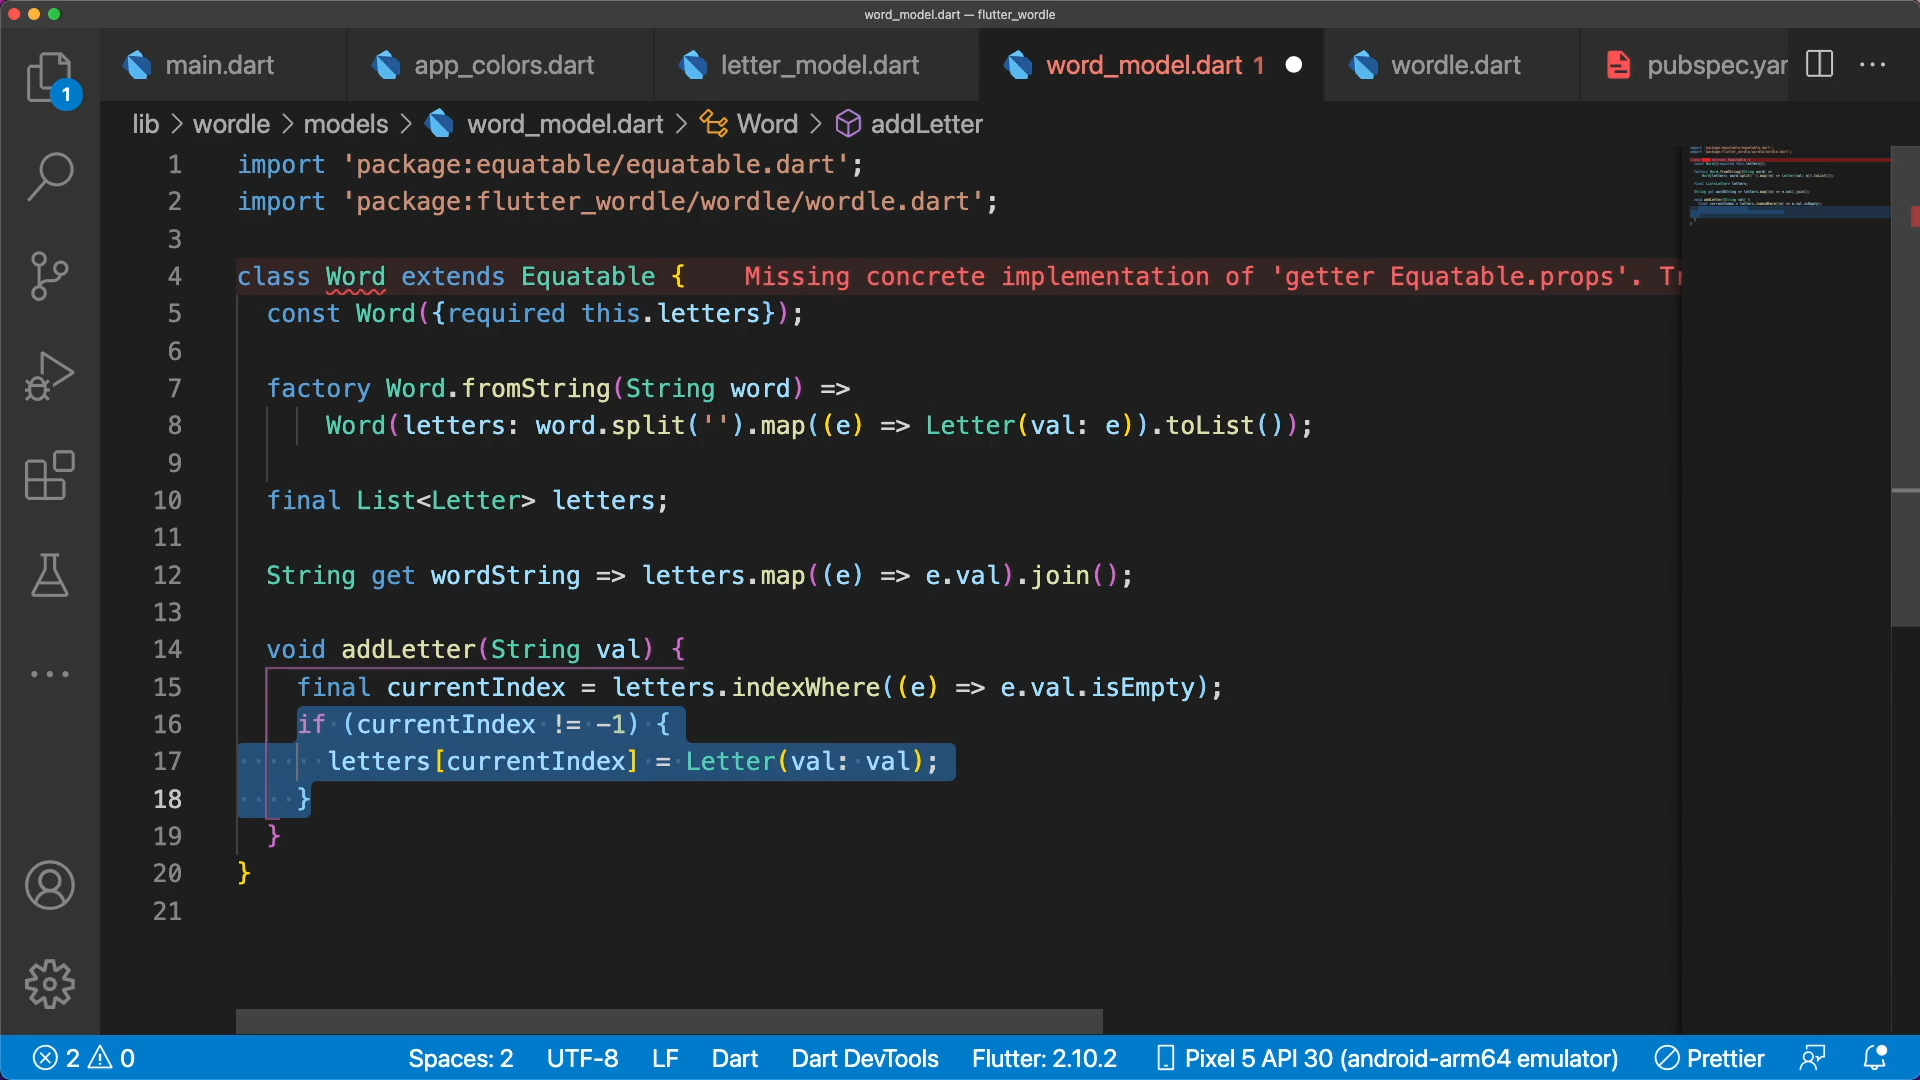 word_model.dart — flutter_wordle
main.dart
app_colors.dart
letter_model.dart
word_model.dart 1
wordle.dart
pubspec.yar
1
lib > wordle > models > word_model.dart > Word > addLetter
1 import 'package:equatable/equatable.dart';
2 import 'package:flutter_wordle/wordle/wordle.dart';
3
4 class Word extends Equatable { Missing concrete implementation of 'getter Equatable.props'. Tr
5 const Word({required this.letters});
6
7 factory Word.fromString(String word) =>
8 Word(letters: word.split('').map((e) => Letter(val: e)).toList());
9
10 final List<Letter> letters;
11
12 String get wordString => letters.map((e) => e.val).join();
13
14 void addLetter(String val) {
15 final currentIndex = letters.indexWhere((e) => e.val.isEmpty);
16 if (currentIndex != -1) {
17 letters[currentIndex] = Letter(val: val);
18 }
19 }
20 }
21
2 0 Spaces: 2 UTF-8 LF Dart Dart DevTools Flutter: 2.10.2 Pixel 5 API 30 (android-arm64 emulator) Prettier